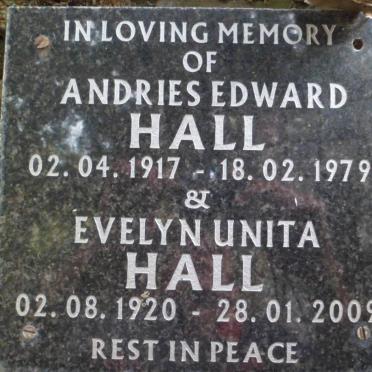 IN LOVING MEMORY
OF
ANDRIES EDWARD
HALL
02.04.1917 - 18.02.1979
&
EVELYN UNITA
HALL
02.08.1920 - 28.01.2009
REST IN PEACE